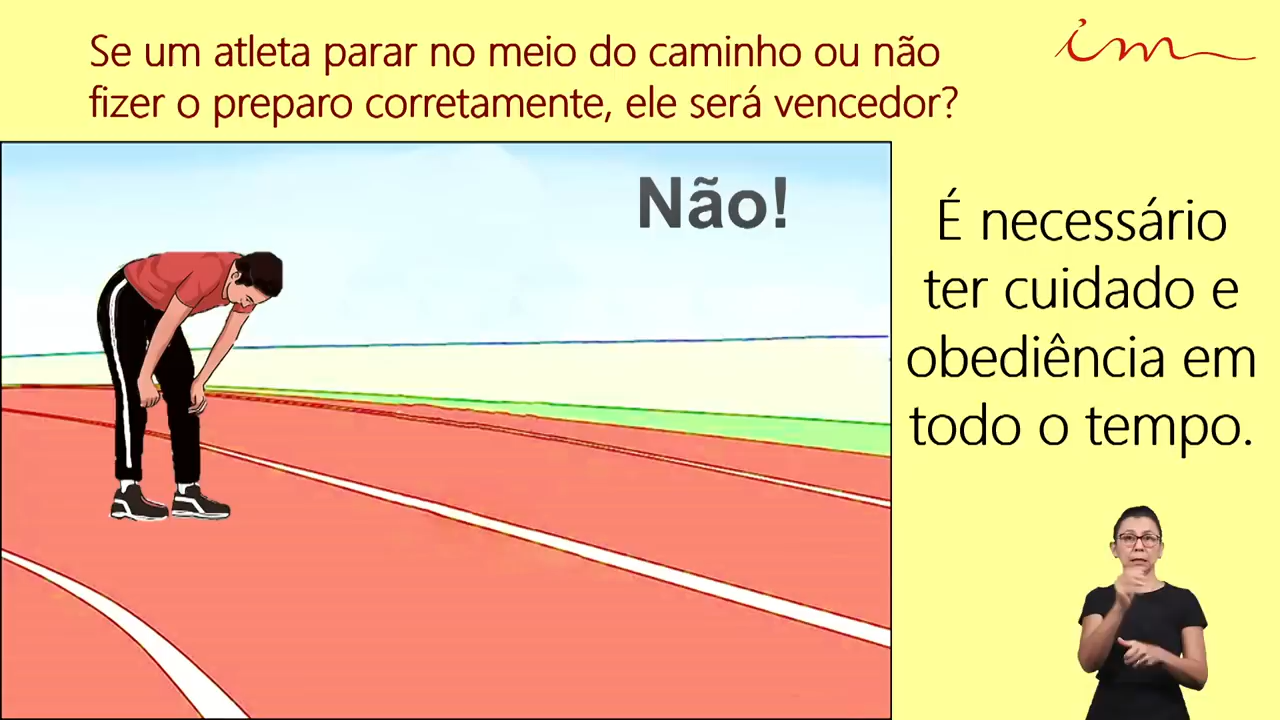 Se um atleta parar no meio do caminho ou não
fizer o preparo corretamente, ele será vencedor?
im
Não!
É necessário
ter cuidado e
obediência em
todo o tempo.